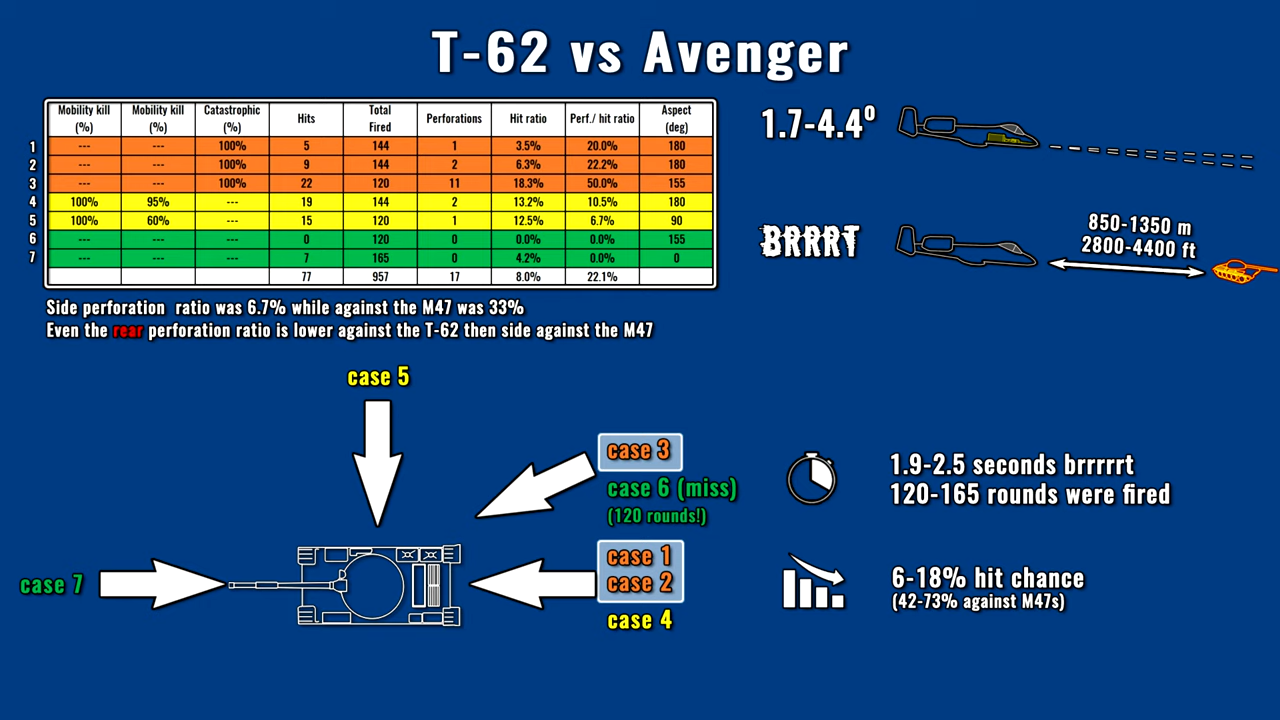 T-62 vs Avenger
Mobility kill (%) Mobility kill (%) Catastrophic (%) Hits Total Fired Perforations Hit ratio Perf./ hit ratio Aspect (deg)
1 --- --- 100% 5 144 1 3.5% 20.0% 180
2 --- --- 100% 9 144 2 6.3% 22.2% 180
3 --- --- 100% 22 120 11 18.3% 50.0% 155
4 100% 95% --- 19 144 2 13.2% 10.5% 180
5 100% 60% --- 15 120 1 12.5% 6.7% 90
6 --- --- --- 0 120 0 0.0% 0.0% 155
7 --- --- --- 7 165 0 4.2% 0.0% 0
77 957 17 8.0% 22.1%
Side perforation ratio was 6.7% while against the M47 was 33%
Even the rear perforation ratio is lower against the T-62 then side against the M47
1.7-4.4⁰
BRRRT
850-1350 m
2800-4400 ft
case 5
case 3
case 6 (miss)
(120 rounds!)
case 1
case 2
case 4
case 7
1.9-2.5 seconds brrrrrt
120-165 rounds were fired
6-18% hit chance
(42-73% against M47s)